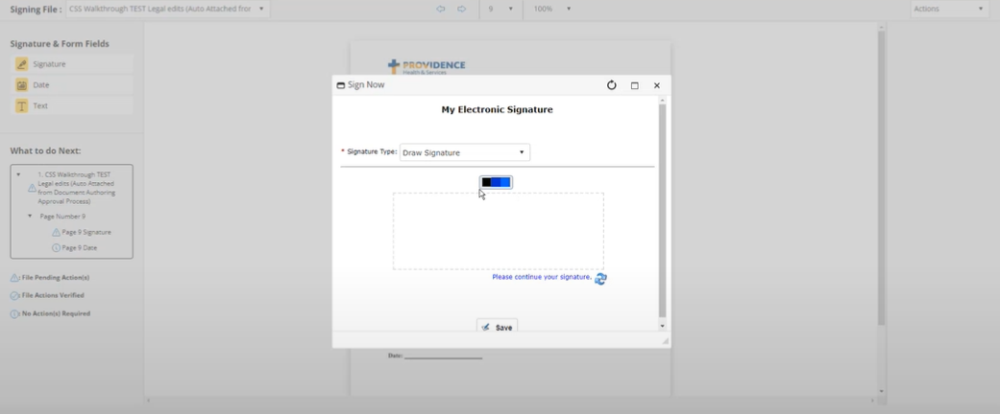 Signing File :
CSS Walkthrough TEST Legal edits (Auto Attached fror
9
100%
Actions
Signature & Form Fields
Signature
Date
Text
What to do Next:
1. CSS Walkthrough TEST
Legal edits (Auto Attached
from Document Authoring
Approval Process)
Page Number 9
Page 9 Signature
Page 9 Date
File Pending Action(s)
File Actions Verified
No Action(s) Required
PROVIDENCE
Health & Services
Sign Now
My Electronic Signature
* Signature Type:
Draw Signature
Please continue your signature.
Save
Date: